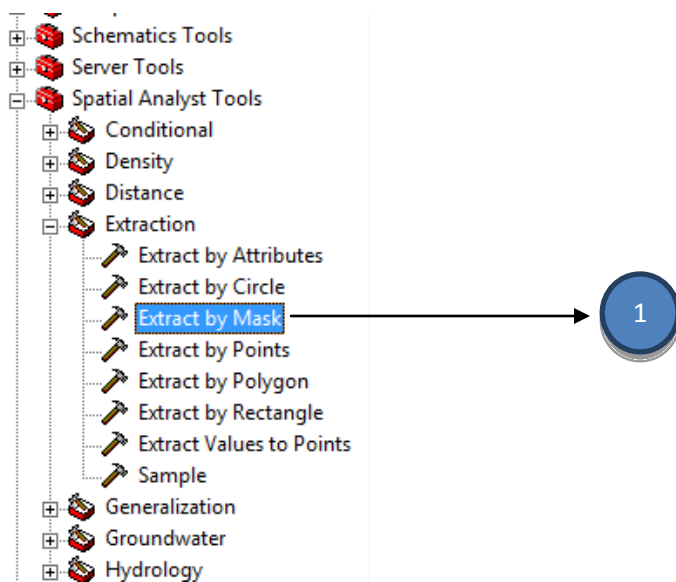 Schematics Tools
Server Tools
Spatial Analyst Tools
Conditional
Density
Distance
Extraction
Extract by Attributes
Extract by Circle
Extract by Mask
1
Extract by Points
Extract by Polygon
Extract by Rectangle
Extract Values to Points
Sample
Generalization
Groundwater
Hydrology